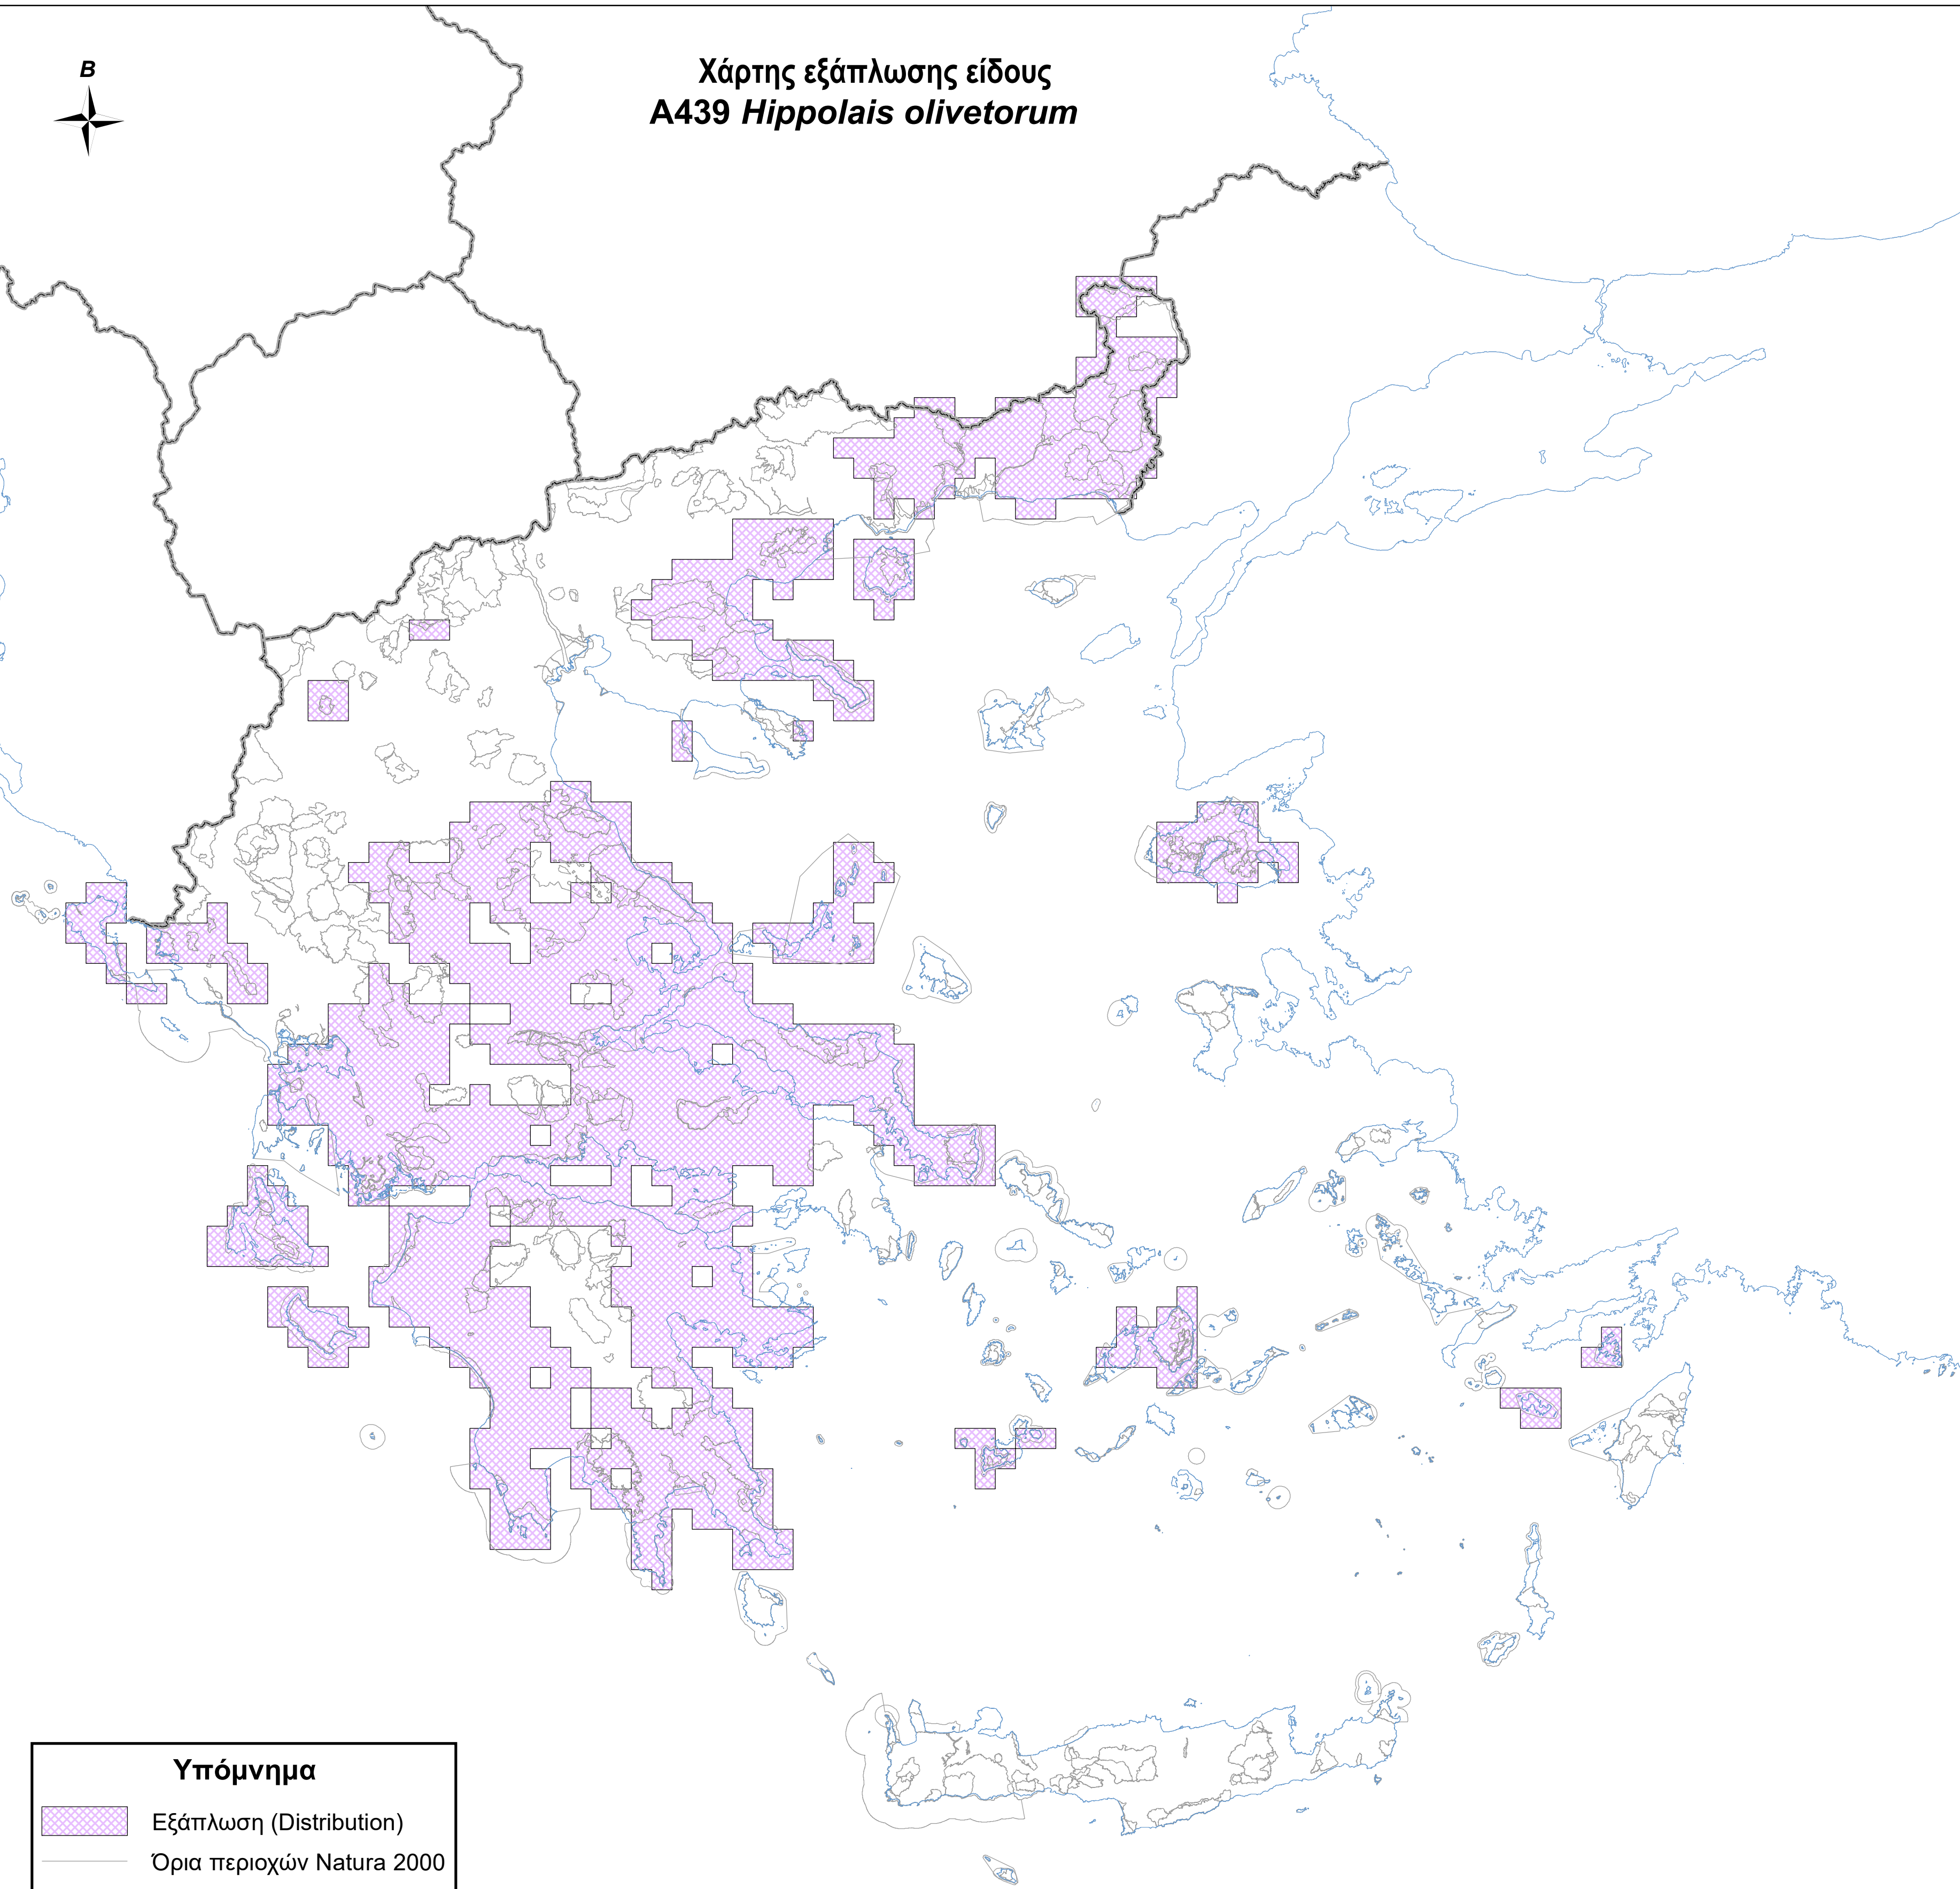 B
Χάρτης εξάπλωσης είδους
A439 Hippolais olivetorum
Υπόμνημα
Εξάπλωση (Distribution)
Όρια περιοχών Natura 2000